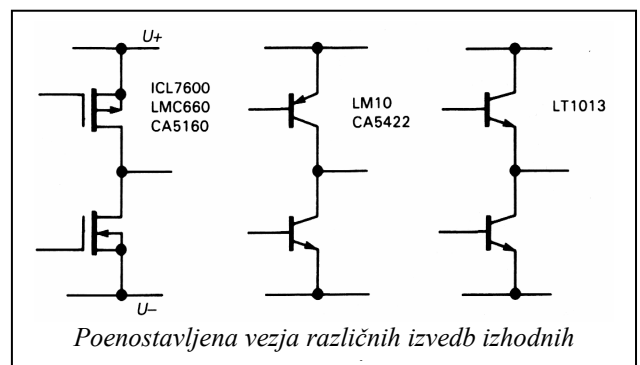 U+
ICL7600
LMC660
CA5160
LM10
CA5422
LT1013
U–
Poenostavljena vezja različnih izvedb izhodnih